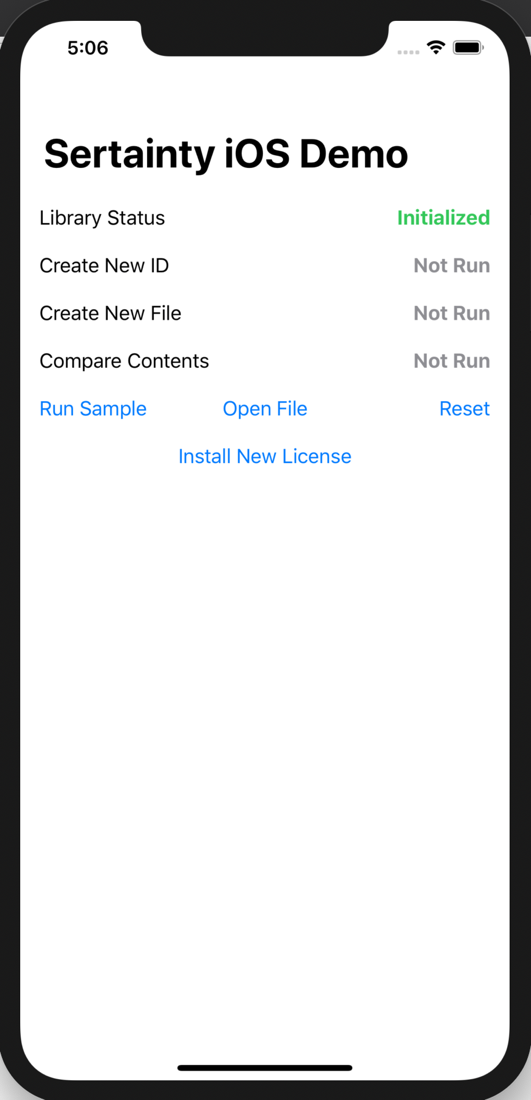 5:06
Sertainty iOS Demo
Library Status Initialized
Create New ID Not Run
Create New File Not Run
Compare Contents Not Run
Run Sample Open File Reset
Install New License